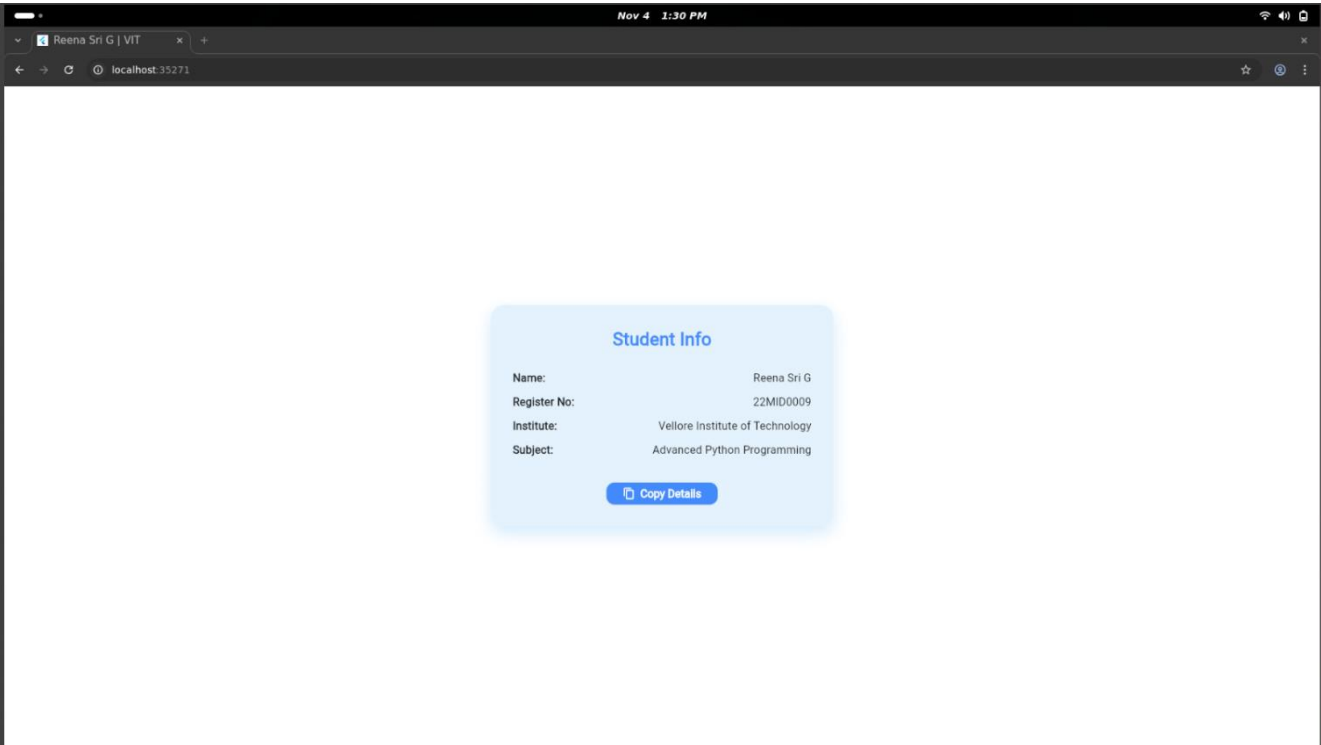 Nov 4 1:30 PM
Reena Sri G | VIT
localhost:35271
Student Info
Name: Reena Sri G
Register No: 22MID0009
Institute: Vellore Institute of Technology
Subject: Advanced Python Programming
Copy Details